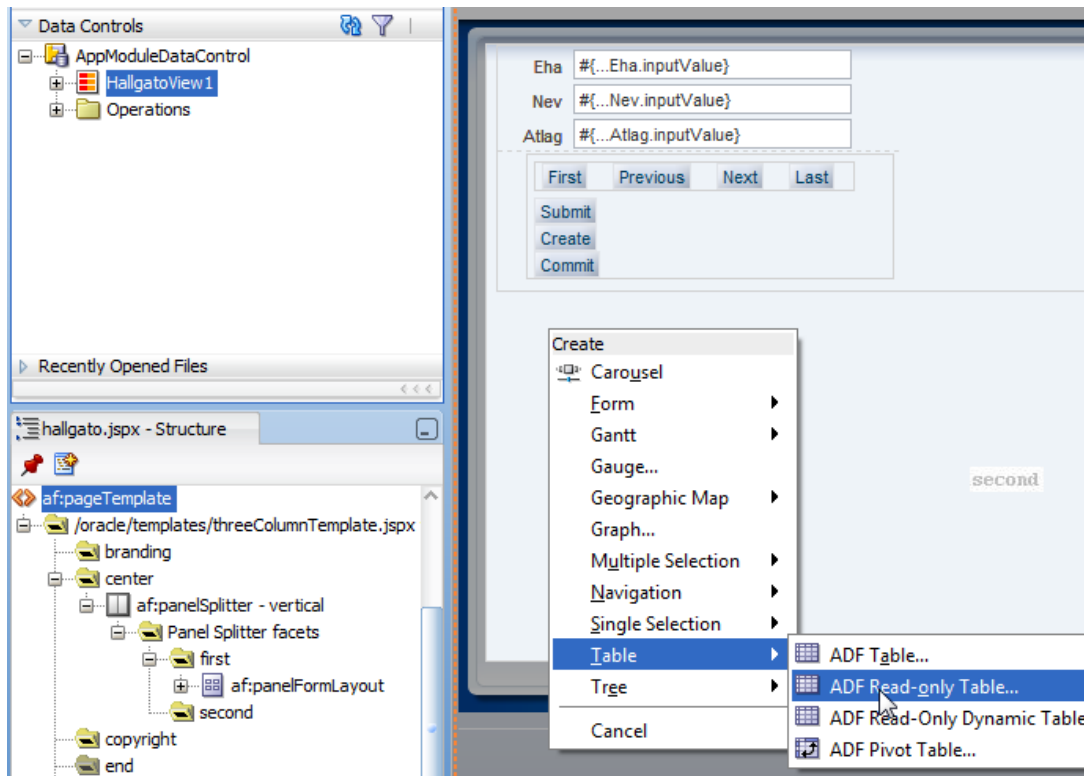 Data Controls
AppModuleDataControl
HallgatoView1
Operations
Recently Opened Files
hallgato.jspx - Structure
af:pageTemplate
/oracle/templates/threeColumnTemplate.jspx
branding
center
af:panelSplitter - vertical
Panel Splitter facets
first
af:panelFormLayout
second
copyright
end
Eha #{...Eha.inputValue}
Nev #{...Nev.inputValue}
Atlag #{...Atlag.inputValue}
First Previous Next Last
Submit
Create
Commit
second
Create
Carousel
Form
Gantt
Gauge...
Geographic Map
Graph...
Multiple Selection
Navigation
Single Selection
Table
Tree
Cancel
ADF Table...
ADF Read-only Table...
ADF Read-Only Dynamic Table
ADF Pivot Table...